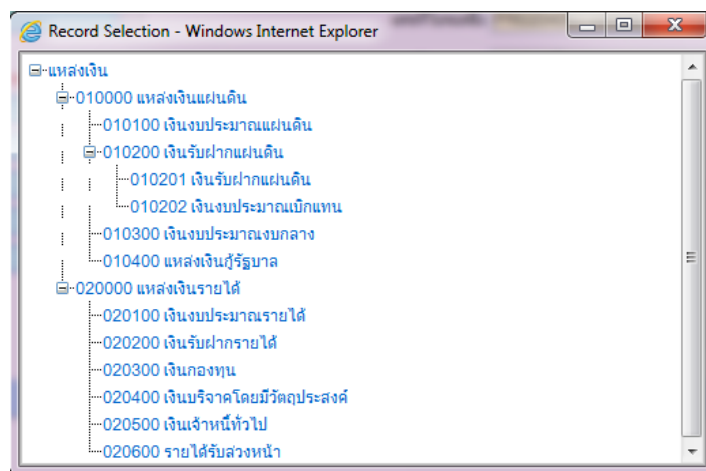 Record Selection - Windows Internet Explorer
แหล่งเงิน
010000 แหล่งเงินแผ่นดิน
010100 เงินงบประมาณแผ่นดิน
010200 เงินรับฝากแผ่นดิน
010201 เงินรับฝากแผ่นดิน
010202 เงินงบประมาณเบิกแทน
010300 เงินงบประมาณงบกลาง
010400 แหล่งเงินกู้รัฐบาล
020000 แหล่งเงินรายได้
020100 เงินงบประมาณรายได้
020200 เงินรับฝากรายได้
020300 เงินกองทุน
020400 เงินบริจาคโดยมีวัตถุประสงค์
020500 เงินเจ้าหนี้ทั่วไป
020600 รายได้รับล่วงหน้า